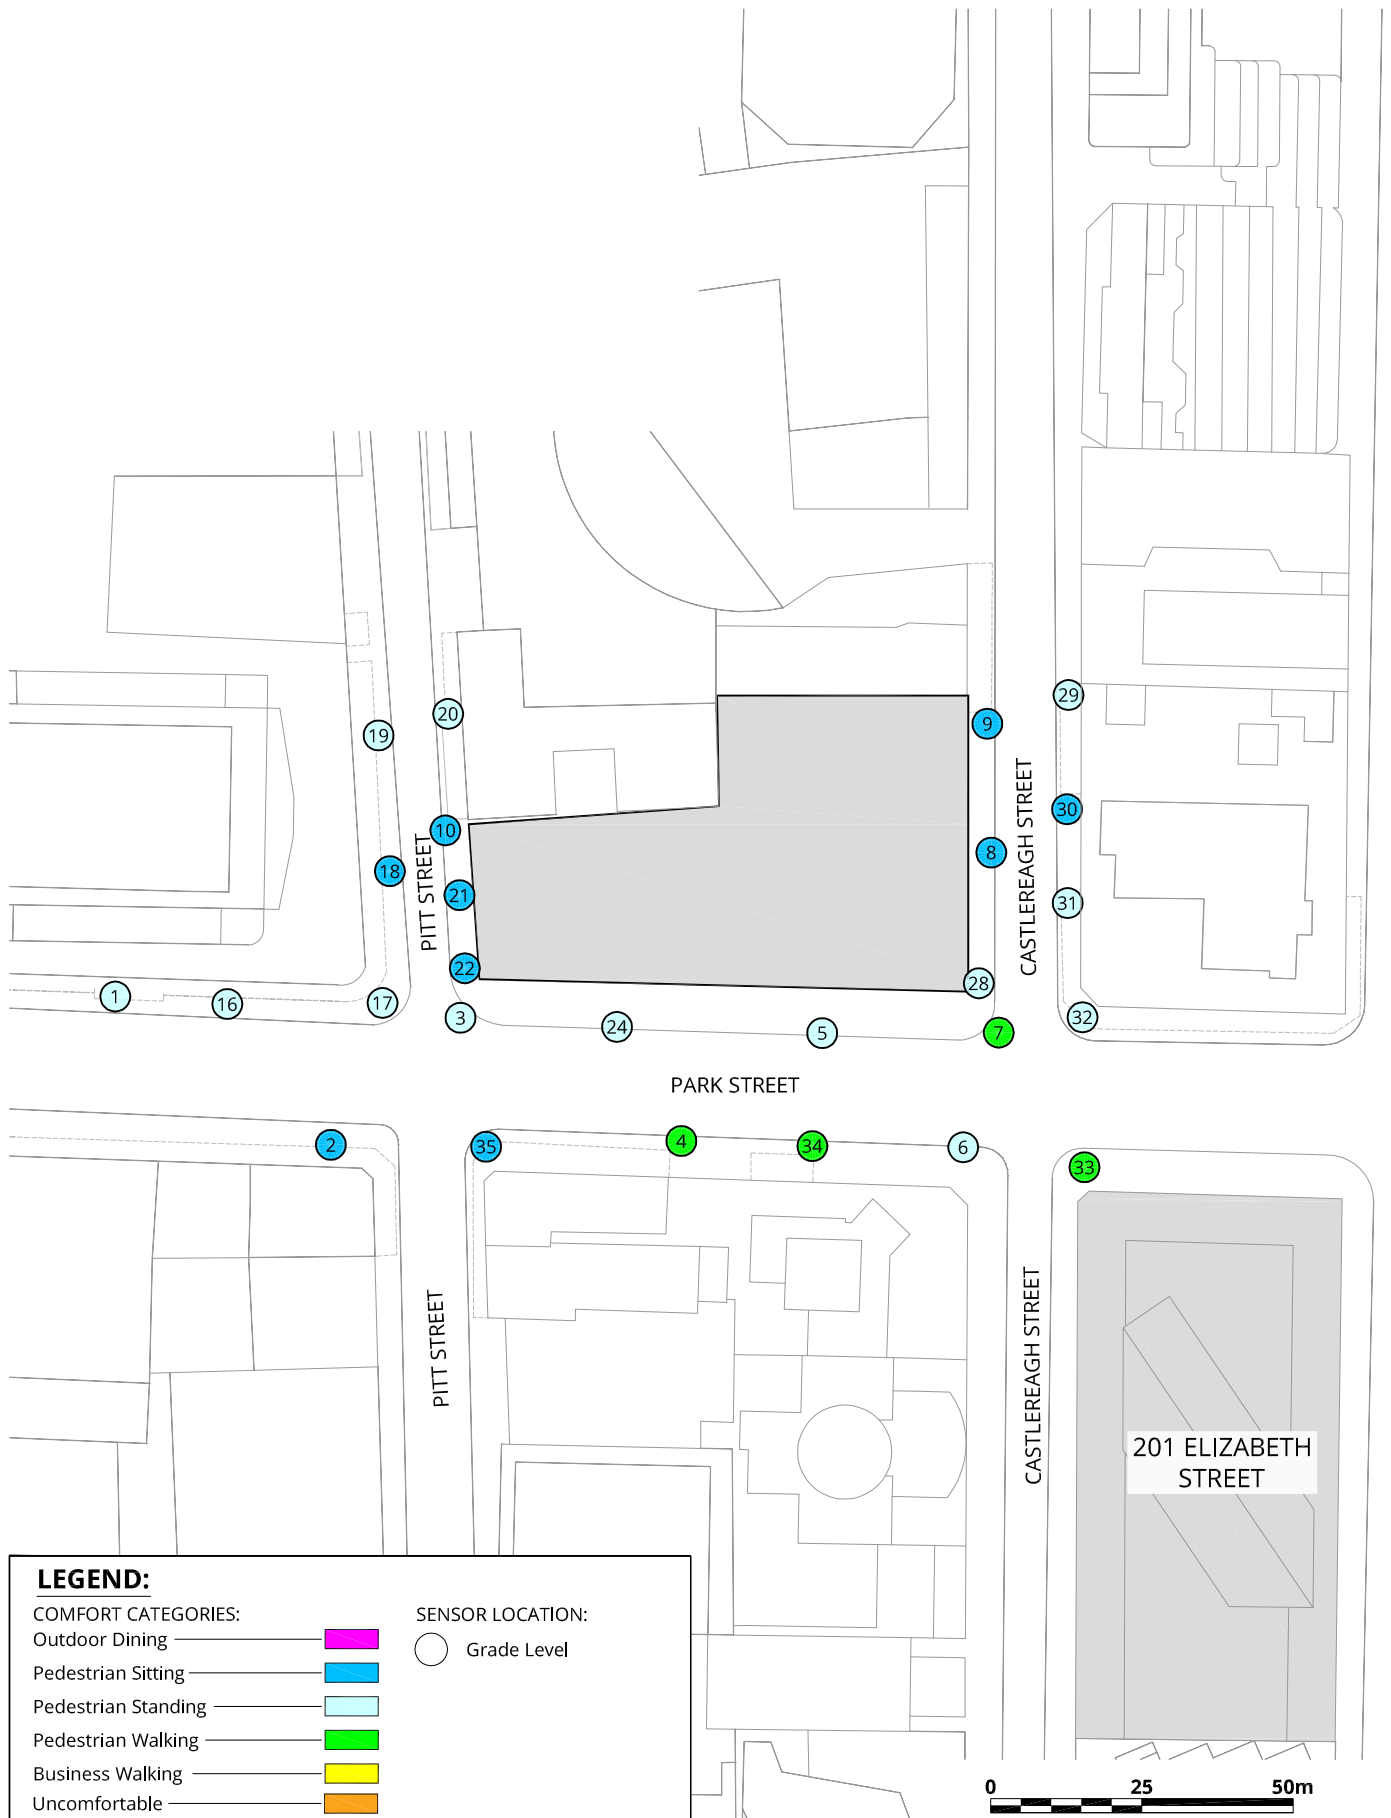 29
20
9
19
30
10
8
18
21
31
PITT STREET
CASTLEREAGH STREET
22
28
1
16
17
3
24
5
7
32
PARK STREET
2
35
4
34
6
33
PITT STREET
CASTLEREAGH STREET
201 ELIZABETH
STREET
LEGEND:
COMFORT CATEGORIES:
Outdoor Dining
Pedestrian Sitting
Pedestrian Standing
Pedestrian Walking
Business Walking
Uncomfortable
SENSOR LOCATION:
Grade Level
0 25 50m